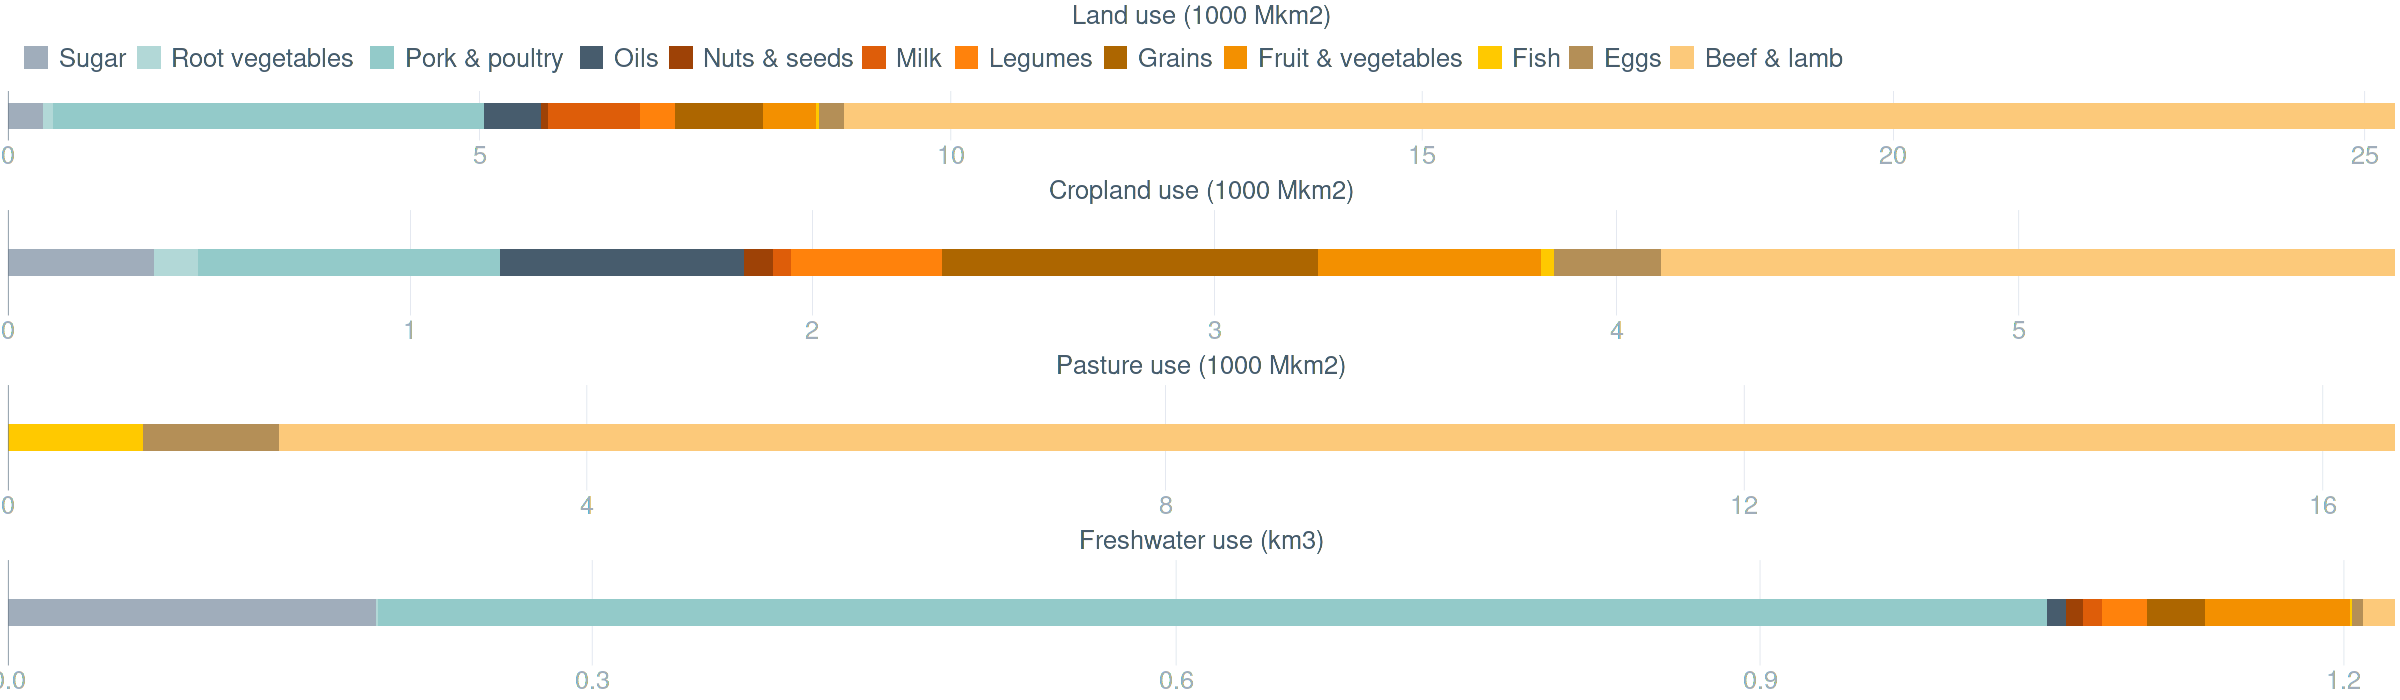 Land use (1000 Mkm2)
Sugar Root vegetables Pork & poultry Oils Nuts & seeds Milk Legumes Grains Fruit & vegetables Fish Eggs Beef & lamb
0 5 10 15 20 25
Cropland use (1000 Mkm2)
0 1 2 3 4 5
Pasture use (1000 Mkm2)
0 4 8 12 16
Freshwater use (km3)
0.0 0.3 0.6 0.9 1.2